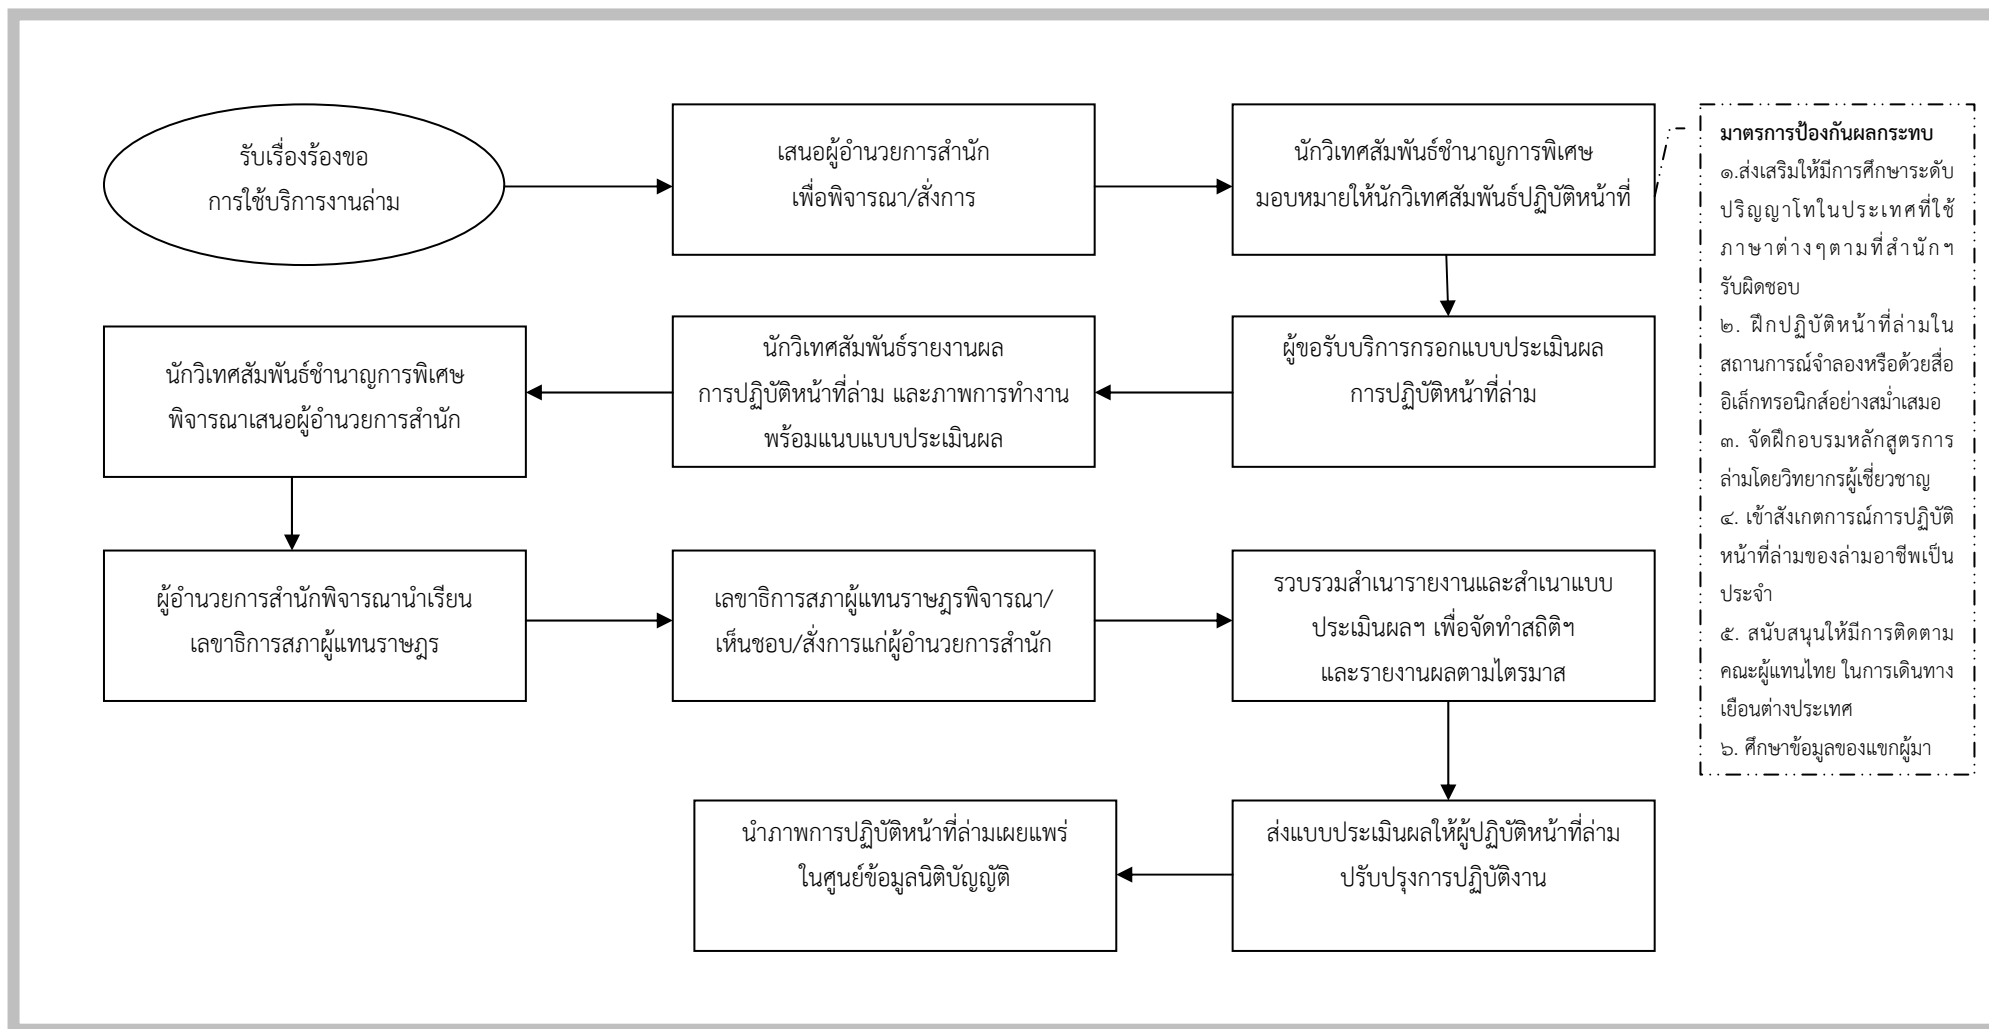 รับเรื่องร้องขอ
การใช้บริการงานล่าม
เสนอผู้อำนวยการสำนัก
เพื่อพิจารณา/สั่งการ
นักวิเทศสัมพันธ์ชำนาญการพิเศษ
มอบหมายให้นักวิเทศสัมพันธ์ปฏิบัติหน้าที่
ผู้ขอรับบริการกรอกแบบประเมินผล
การปฏิบัติหน้าที่ล่าม
นักวิเทศสัมพันธ์รายงานผล
การปฏิบัติหน้าที่ล่าม และภาพการทำงาน
พร้อมแนบแบบประเมินผล
นักวิเทศสัมพันธ์ชำนาญการพิเศษ
พิจารณาเสนอผู้อำนวยการสำนัก
ผู้อำนวยการสำนักพิจารณานำเรียน
เลขาธิการสภาผู้แทนราษฎร
เลขาธิการสภาผู้แทนราษฎรพิจารณา/
เห็นชอบ/สั่งการแก่ผู้อำนวยการสำนัก
รวบรวมสำเนารายงานและสำเนาแบบ
ประเมินผลฯ เพื่อจัดทำสถิติฯ
และรายงานผลตามไตรมาส
ส่งแบบประเมินผลให้ผู้ปฏิบัติหน้าที่ล่าม
ปรับปรุงการปฏิบัติงาน
นำภาพการปฏิบัติหน้าที่ล่ามเผยแพร่
ในศูนย์ข้อมูลนิติบัญญัติ
มาตรการป้องกันผลกระทบ
๑.ส่งเสริมให้มีการศึกษาระดับ
ปริญญาโทในประเทศที่ใช้
ภาษาต่างๆตามที่สำนักฯ
รับผิดชอบ
๒. ฝึกปฏิบัติหน้าที่ล่ามใน
สถานการณ์จำลองหรือด้วยสื่อ
อิเล็กทรอนิกส์อย่างสม่ำเสมอ
๓. จัดฝึกอบรมหลักสูตรการ
ล่ามโดยวิทยากรผู้เชี่ยวชาญ
๔. เข้าสังเกตการณ์การปฏิบัติ
หน้าที่ล่ามของล่ามอาชีพเป็น
ประจำ
๕. สนับสนุนให้มีการติดตาม
คณะผู้แทนไทย ในการเดินทาง
เยือนต่างประเทศ
๖. ศึกษาข้อมูลของแขกผู้มา